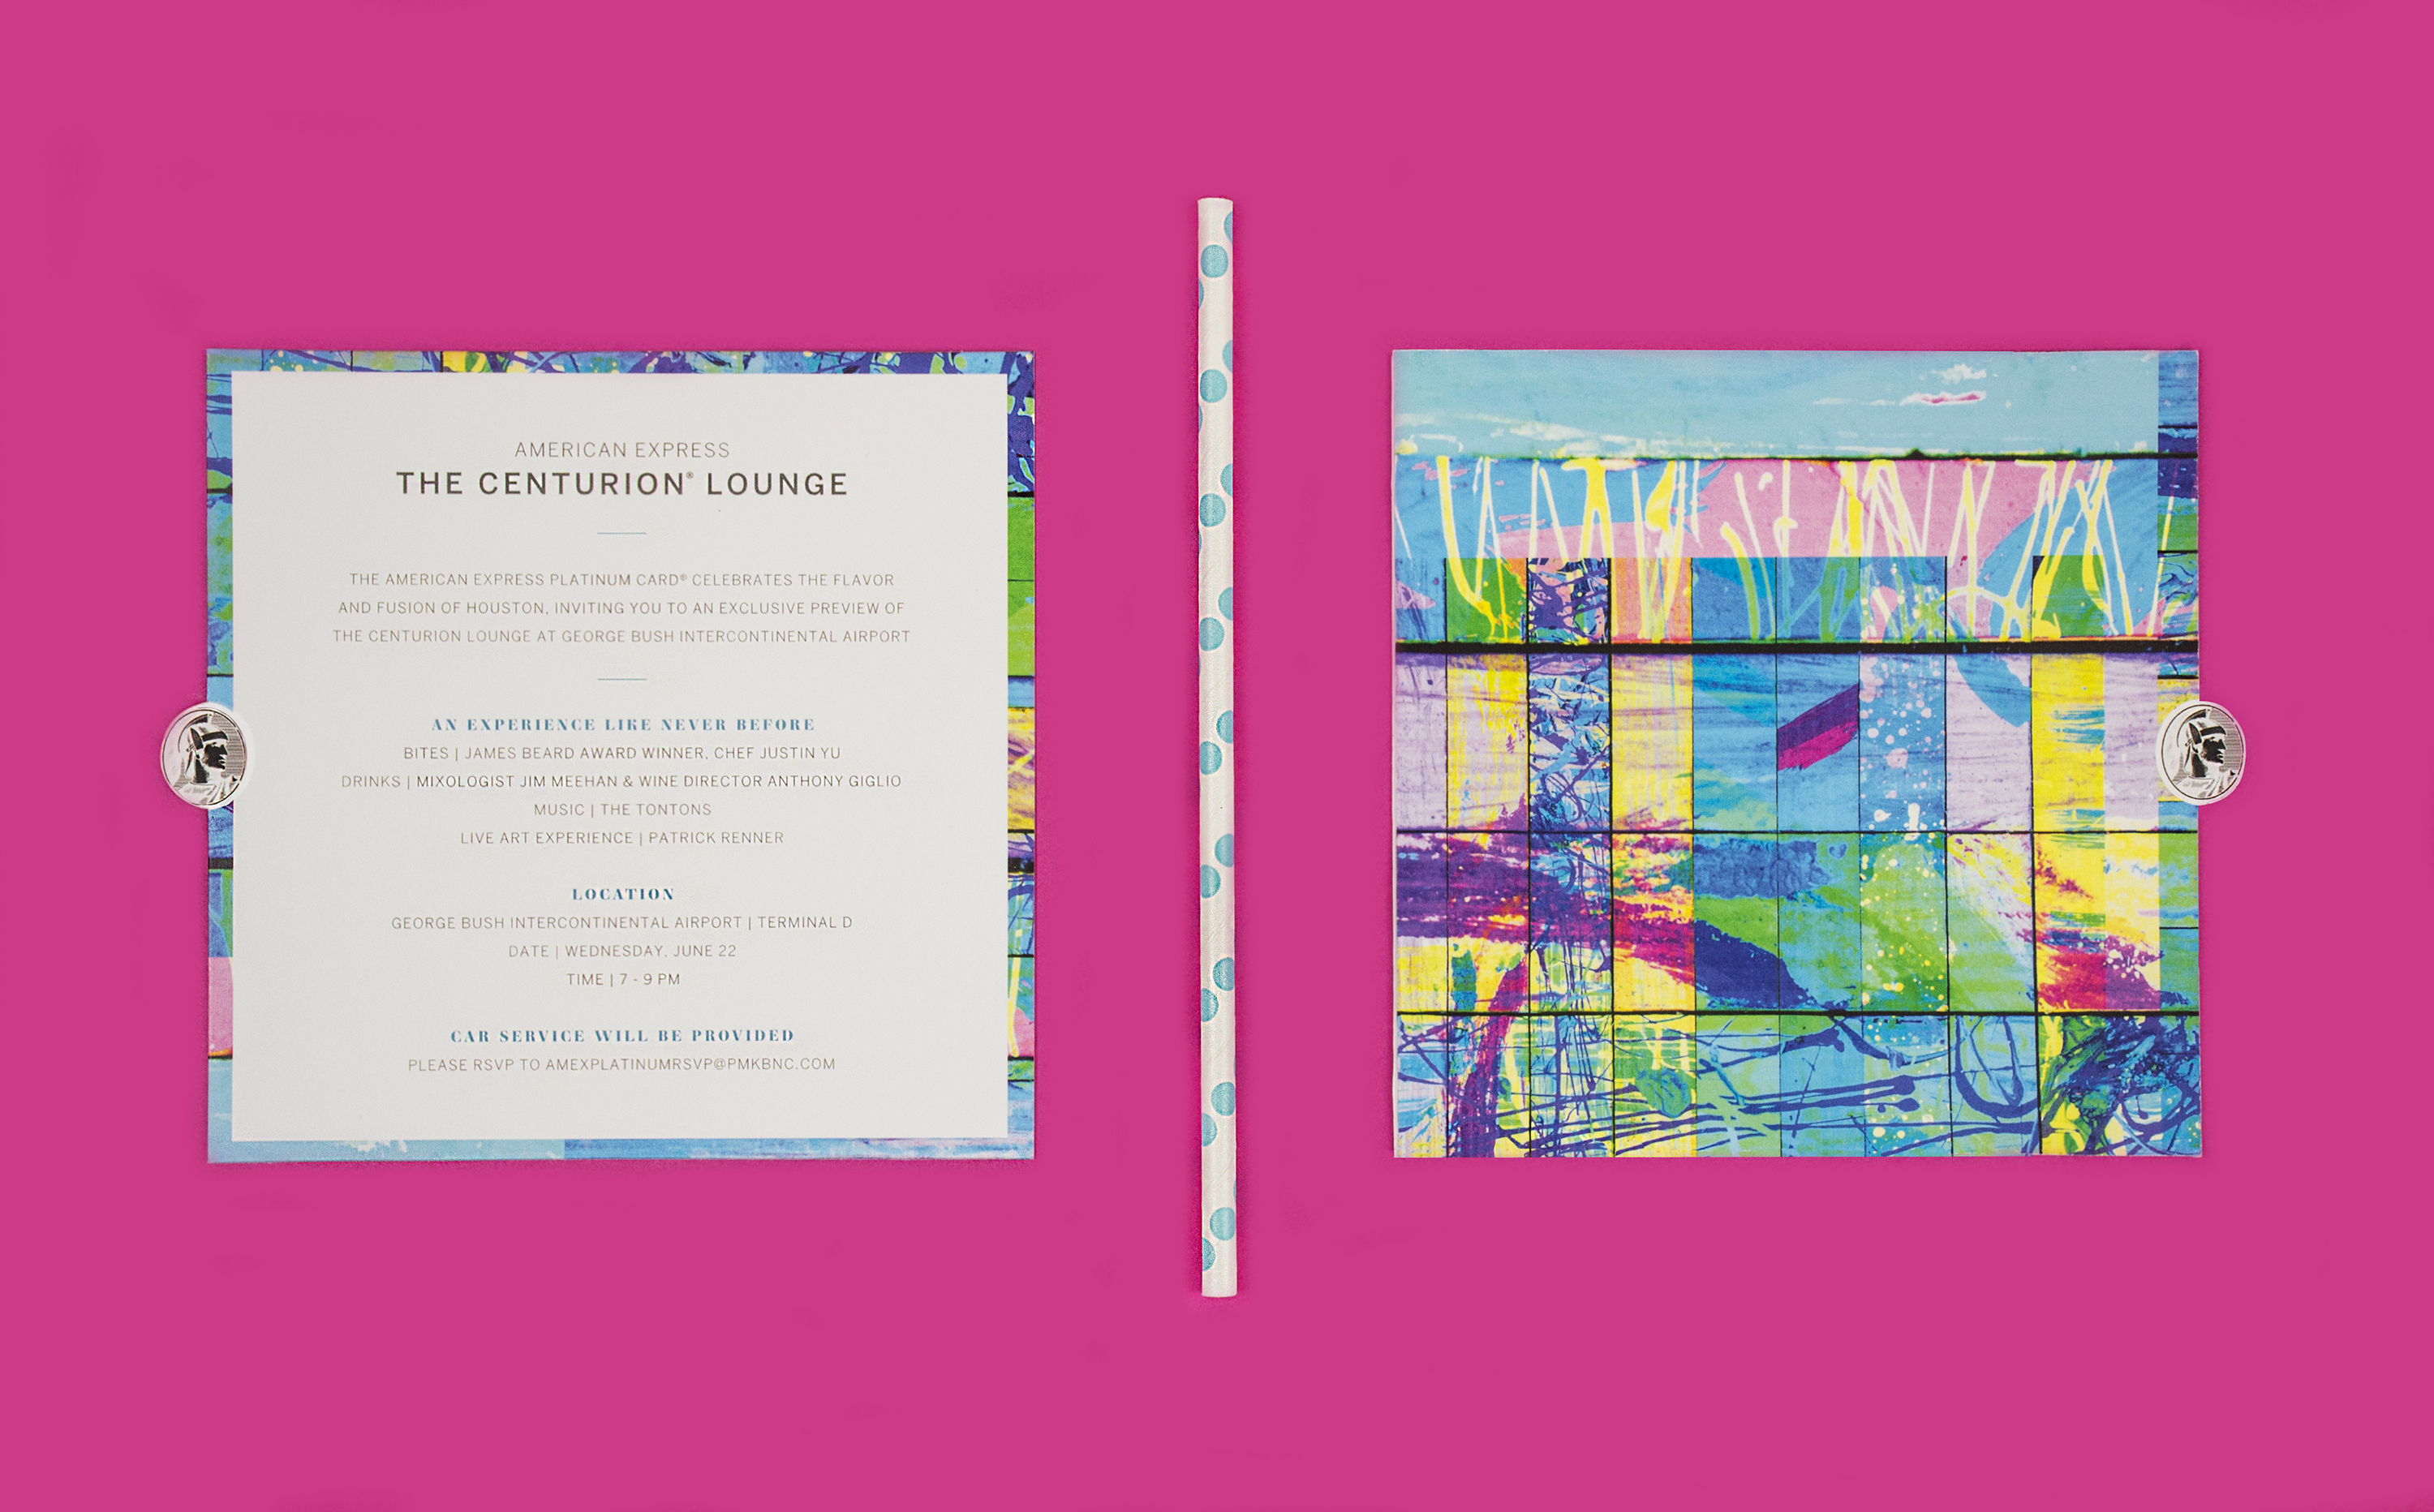 AMERICAN EXPRESS
THE CENTURION® LOUNGE
THE AMERICAN EXPRESS PLATINUM CARD® CELEBRATES THE FLAVOR
AND FUSION OF HOUSTON, INVITING YOU TO AN EXCLUSIVE PREVIEW OF
THE CENTURION LOUNGE AT GEORGE BUSH INTERCONTINENTAL AIRPORT
AN EXPERIENCE LIKE NEVER BEFORE
BITES | JAMES BEARD AWARD WINNER, CHEF JUSTIN YU
DRINKS | MIXOLOGIST JIM MEEHAN & WINE DIRECTOR ANTHONY GIGLIO
MUSIC | THE TONTONS
LIVE ART EXPERIENCE | PATRICK RENNER
LOCATION
GEORGE BUSH INTERCONTINENTAL AIRPORT | TERMINAL D
DATE | WEDNESDAY, JUNE 22
TIME | 7 - 9 PM
CAR SERVICE WILL BE PROVIDED
PLEASE RSVP TO AMEXPLATINUMRSVP@PMKBNC.COM